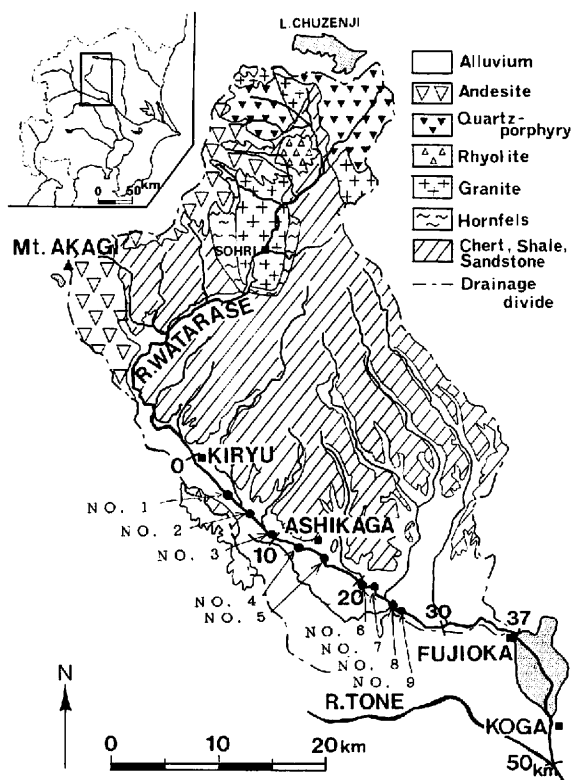 L. CHUZENJI
Alluvium
Andesite
Quartz-
porphyry
Rhyolite
Granite
Hornfels
Chert, Shale,
Sandstone
Drainage
divide
0 50km
Mt. AKAGI
SOHRI
R.WATARASE
0 KIRYU
NO. 1
NO. 2
NO. 3
10
ASHIKAGA
NO. 4
NO. 5
20
NO. 6
NO. 7
NO. 8
NO. 9
30
37
FUJIOKA
R.TONE
KOGA
50km
N
0 10 20km